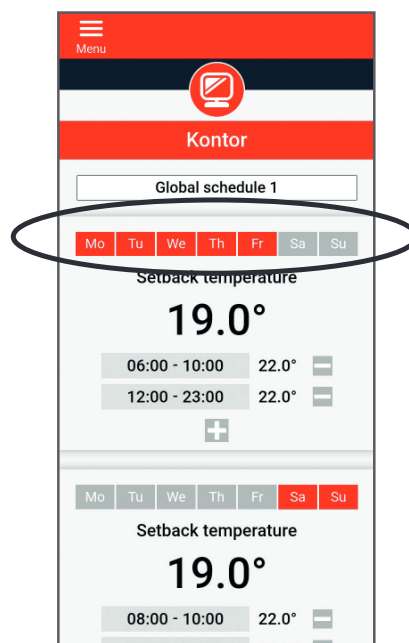 Menu
Kontor
Global schedule 1
Mo Tu We Th Fr Sa Su
Setback temperature
19.0°
06:00 - 10:00 22.0°
12:00 - 23:00 22.0°
Mo Tu We Th Fr Sa Su
Setback temperature
19.0°
08:00 - 10:00 22.0°